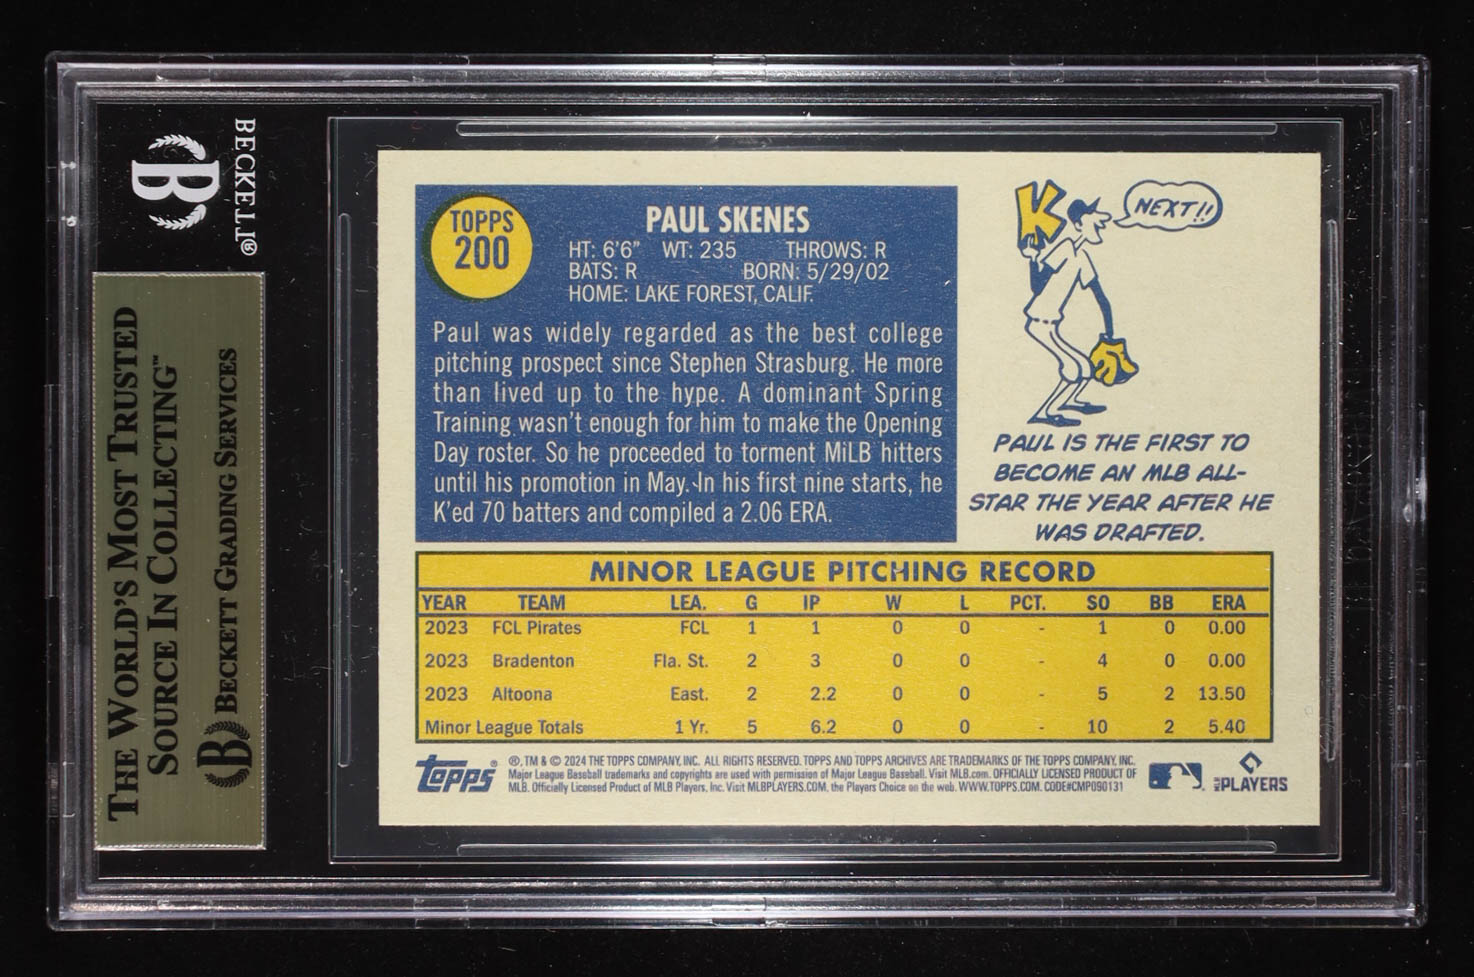 BECKETT®
B
THE WORLD'S MOST TRUSTED
SOURCE IN COLLECTING™
B BECKETT GRADING SERVICES
TOPPS
200
PAUL SKENES
HT: 6'6" WT: 235 THROWS: R
BATS: R BORN: 5/29/02
HOME: LAKE FOREST, CALIF.
Paul was widely regarded as the best college
pitching prospect since Stephen Strasburg. He more
than lived up to the hype. A dominant Spring
Training wasn't enough for him to make the Opening
Day roster. So he proceeded to torment MiLB hitters
until his promotion in May. In his first nine starts, he
K'ed 70 batters and compiled a 2.06 ERA.
K
NEXT!!
PAUL IS THE FIRST TO
BECOME AN MLB ALL-
STAR THE YEAR AFTER HE
WAS DRAFTED.
MINOR LEAGUE PITCHING RECORD
YEAR TEAM LEA. G IP W L PCT. SO BB ERA
2023 FCL Pirates FCL 1 1 0 0 - 1 0 0.00
2023 Bradenton Fla. St. 2 3 0 0 - 4 0 0.00
2023 Altoona East. 2 2.2 0 0 - 5 2 13.50
Minor League Totals 1 Yr. 5 6.2 0 0 - 10 2 5.40
topps®
®, TM & © 2024 THE TOPPS COMPANY, INC. ALL RIGHTS RESERVED. TOPPS AND TOPPS ARCHIVES ARE TRADEMARKS OF THE TOPPS COMPANY, INC.
Major League Baseball trademarks and copyrights are used with permission of Major League Baseball. Visit MLB.com. OFFICIALLY LICENSED PRODUCT OF
MLB. Officially Licensed Product of MLB Players, Inc. Visit MLBPLAYERS.COM, the Players Choice on the web. WWW.TOPPS.COM. CODE#CMP090131
MLB PLAYERS